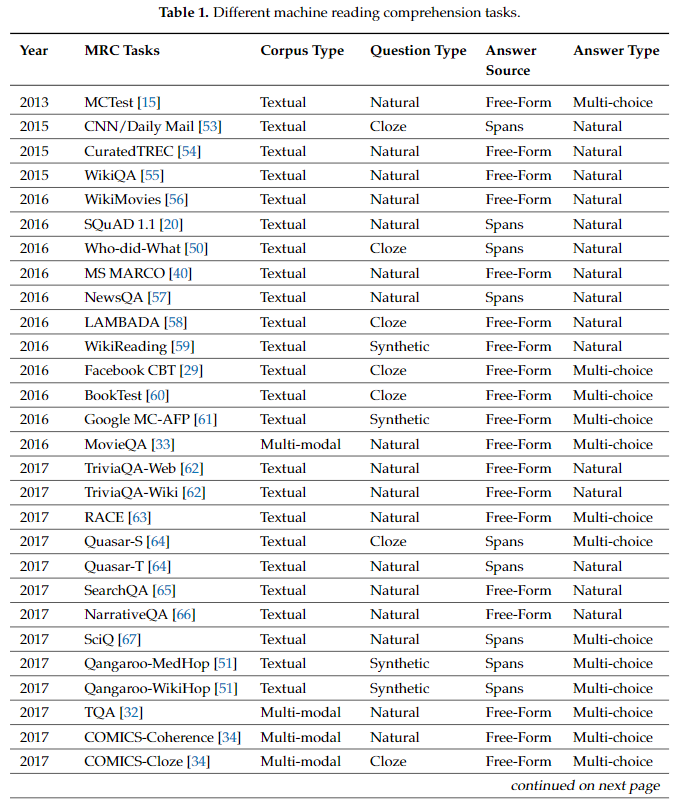 Table 1. Different machine reading comprehension tasks.
Year MRC Tasks Corpus Type Question Type Answer Source Answer Type
2013 MCTest [15] Textual Natural Free-Form Multi-choice
2015 CNN/Daily Mail [53] Textual Cloze Spans Natural
2015 CuratedTREC [54] Textual Natural Free-Form Natural
2015 WikiQA [55] Textual Natural Free-Form Natural
2016 WikiMovies [56] Textual Natural Free-Form Natural
2016 SQuAD 1.1 [20] Textual Natural Spans Natural
2016 Who-did-What [50] Textual Cloze Spans Natural
2016 MS MARCO [40] Textual Natural Free-Form Natural
2016 NewsQA [57] Textual Natural Spans Natural
2016 LAMBADA [58] Textual Cloze Free-Form Natural
2016 WikiReading [59] Textual Synthetic Free-Form Natural
2016 Facebook CBT [29] Textual Cloze Free-Form Multi-choice
2016 BookTest [60] Textual Cloze Free-Form Multi-choice
2016 Google MC-AFP [61] Textual Synthetic Free-Form Multi-choice
2016 MovieQA [33] Multi-modal Natural Free-Form Multi-choice
2017 TriviaQA-Web [62] Textual Natural Free-Form Natural
2017 TriviaQA-Wiki [62] Textual Natural Free-Form Natural
2017 RACE [63] Textual Natural Free-Form Multi-choice
2017 Quasar-S [64] Textual Cloze Spans Multi-choice
2017 Quasar-T [64] Textual Natural Spans Natural
2017 SearchQA [65] Textual Natural Free-Form Natural
2017 NarrativeQA [66] Textual Natural Free-Form Natural
2017 SciQ [67] Textual Natural Spans Multi-choice
2017 Qangaroo-MedHop [51] Textual Synthetic Spans Multi-choice
2017 Qangaroo-WikiHop [51] Textual Synthetic Spans Multi-choice
2017 TQA [32] Multi-modal Natural Free-Form Multi-choice
2017 COMICS-Coherence [34] Multi-modal Natural Free-Form Multi-choice
2017 COMICS-Cloze [34] Multi-modal Cloze Free-Form Multi-choice
continued on next page